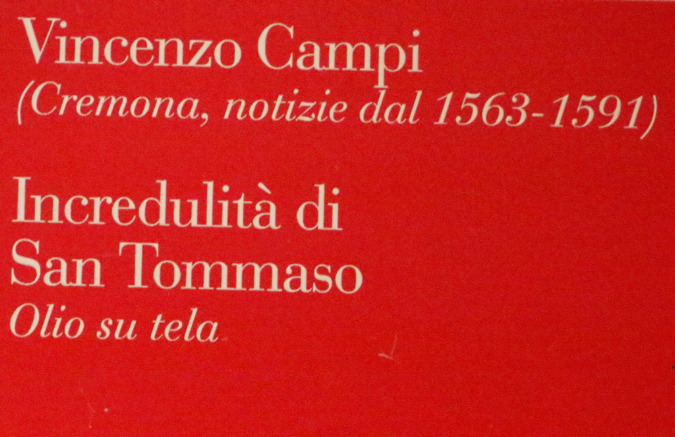 Vincenzo Campi
(Cremona, notizie dal 1563-1591)
Incredulità di
San Tommaso
Olio su tela